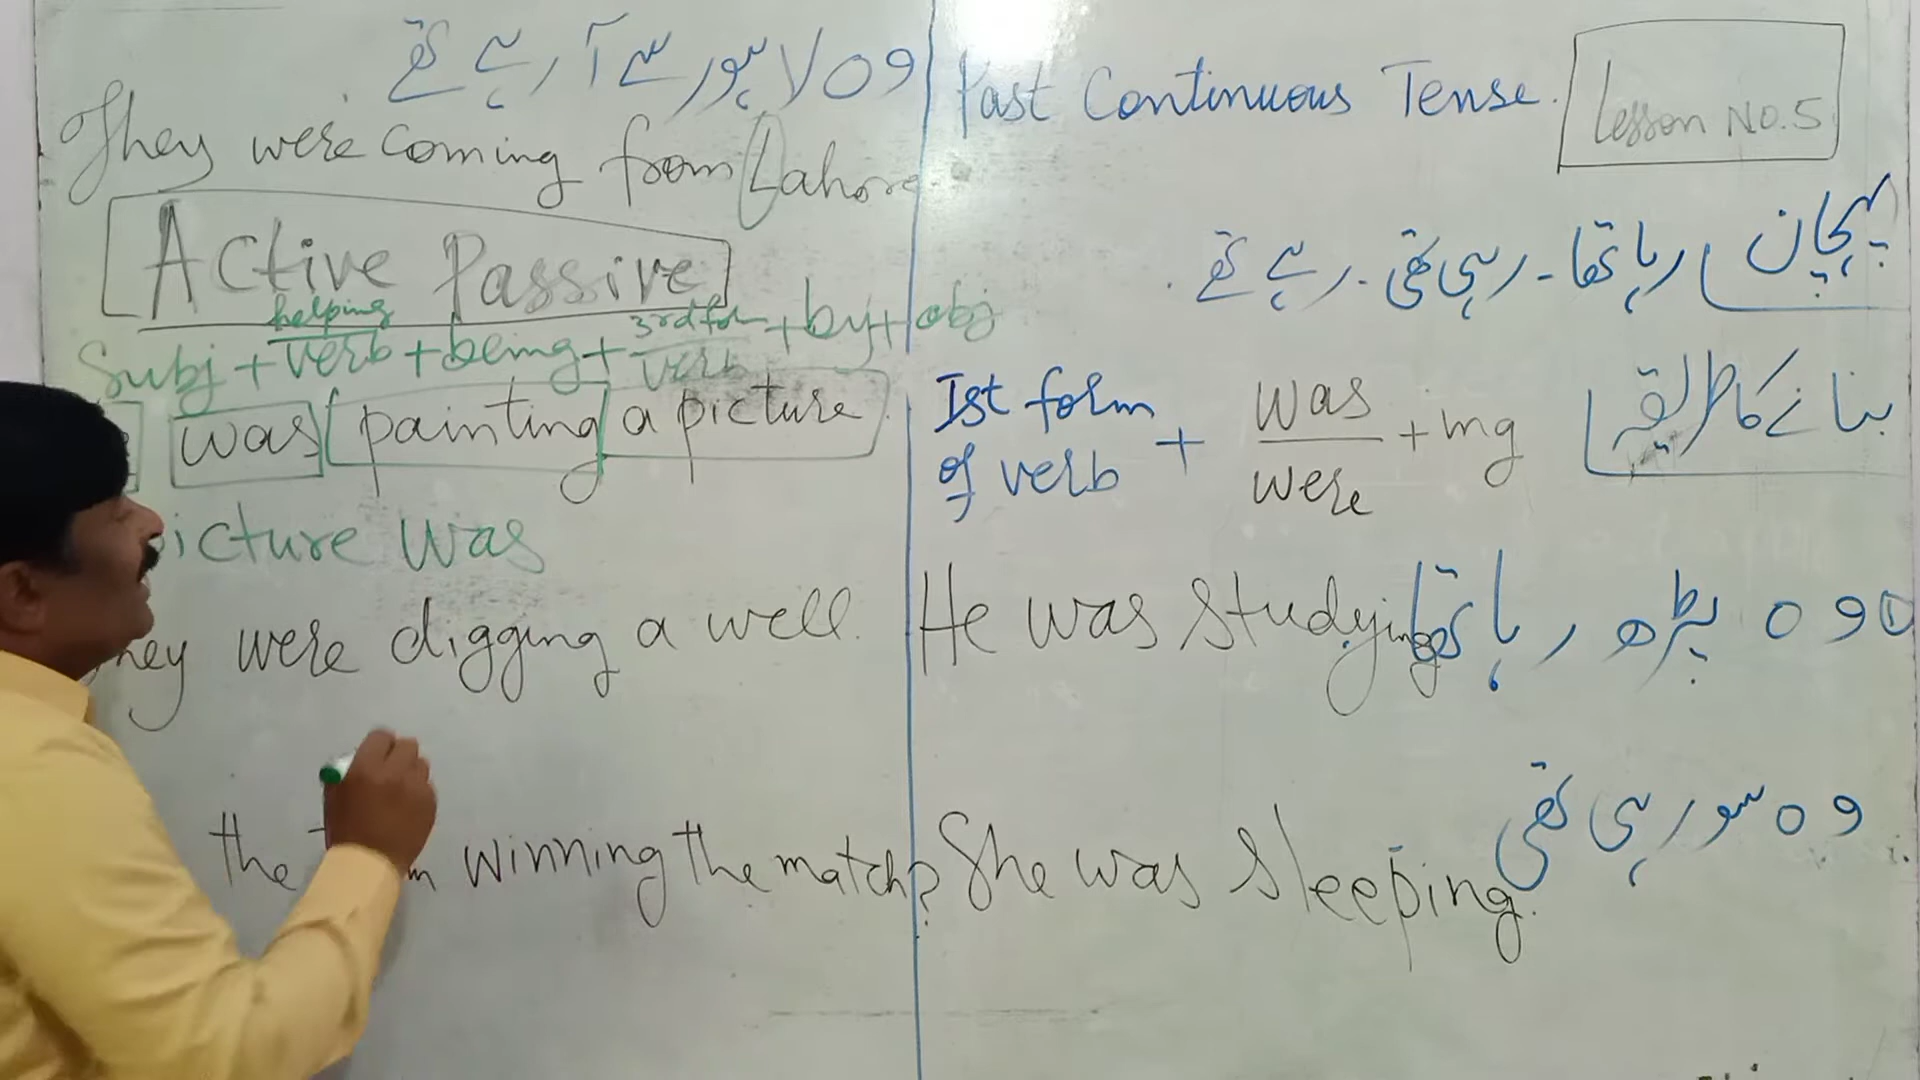 وہ لاہور سے آ رہے تھے
They were coming from Lahore.
Active Passive
Subj + helping verb + being + 3rd form verb + by + obj
was painting a picture
icture was
hey were digging a well.
the winning the match?
Past Continuous Tense.
Lesson No.5
پہچان رہا تھا - رہی تھی - رہے تھے
بنانے کا طریقہ
Ist form of verb + was were + ing
He was studying
وہ پڑھ رہا تھا
وہ سو رہی تھی
She was sleeping.